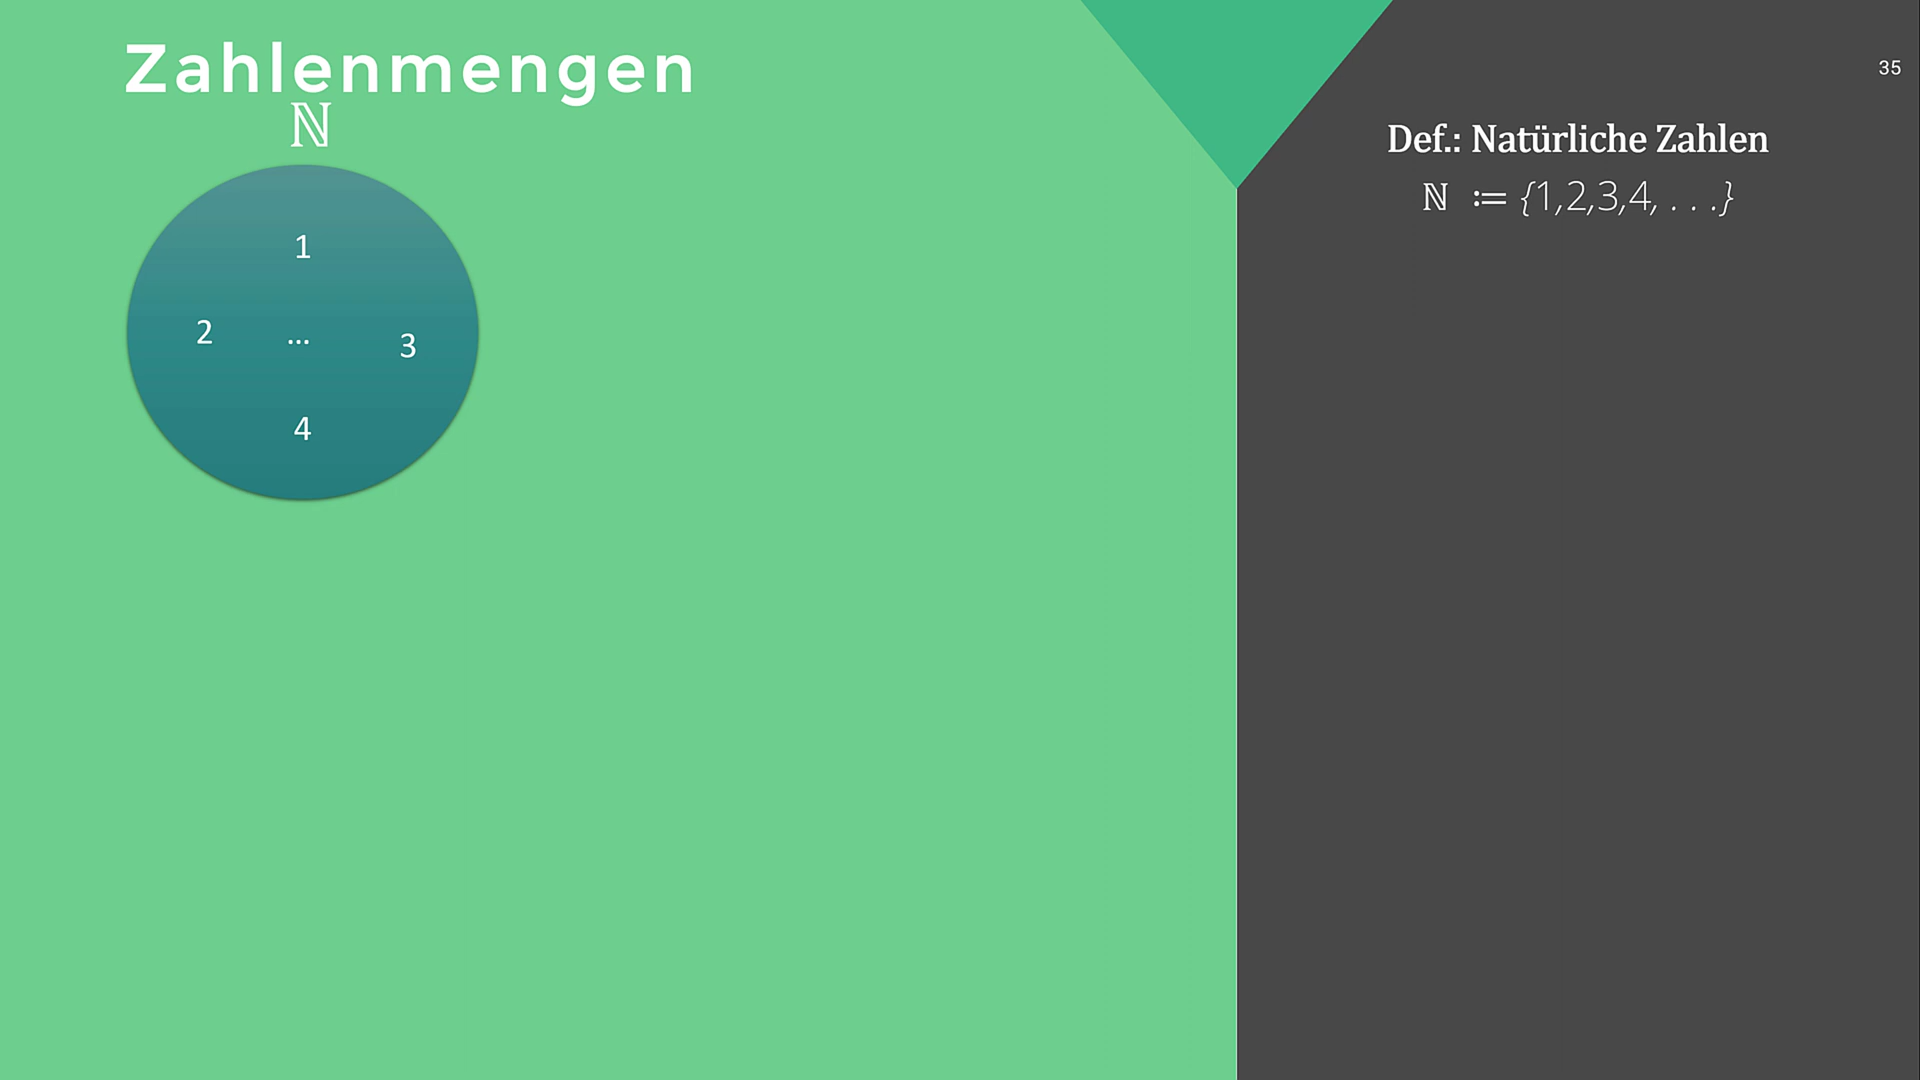 Zahlenmengen
ℕ
1
2 ... 3
4
35
Def.: Natürliche Zahlen
ℕ ≔ {1,2,3,4, . . .}